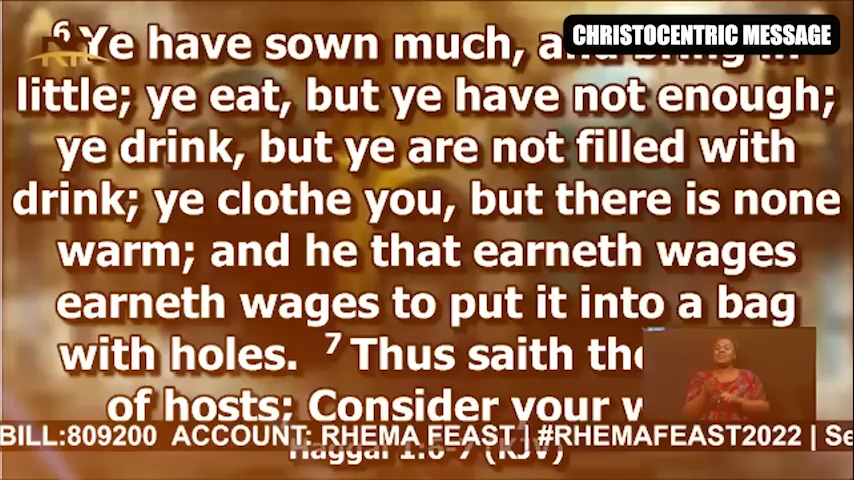 CHRISTOCENTRIC MESSAGE
6 Ye have sown much, and bring in
little; ye eat, but ye have not enough;
ye drink, but ye are not filled with
drink; ye clothe you, but there is none
warm; and he that earneth wages
earneth wages to put it into a bag
with holes. 7 Thus saith the
of hosts; Consider your
BILL:809200 ACCOUNT: RHEMA FEAST | #RHEMAFEAST2022 | Se
Haggai 1:6-7 (KJV)